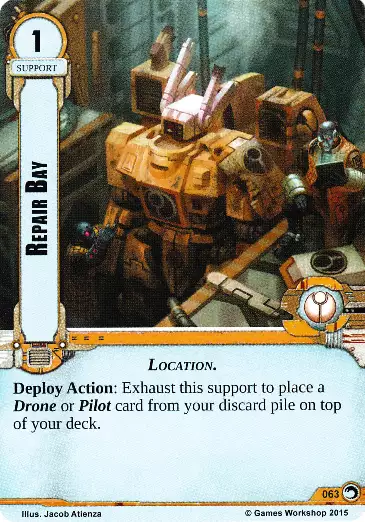 1
SUPPORT
REPAIR BAY
LOCATION.
Deploy Action: Exhaust this support to place a
Drone or Pilot card from your discard pile on top
of your deck.
063
Illus. Jacob Atienza
© Games Workshop 2015